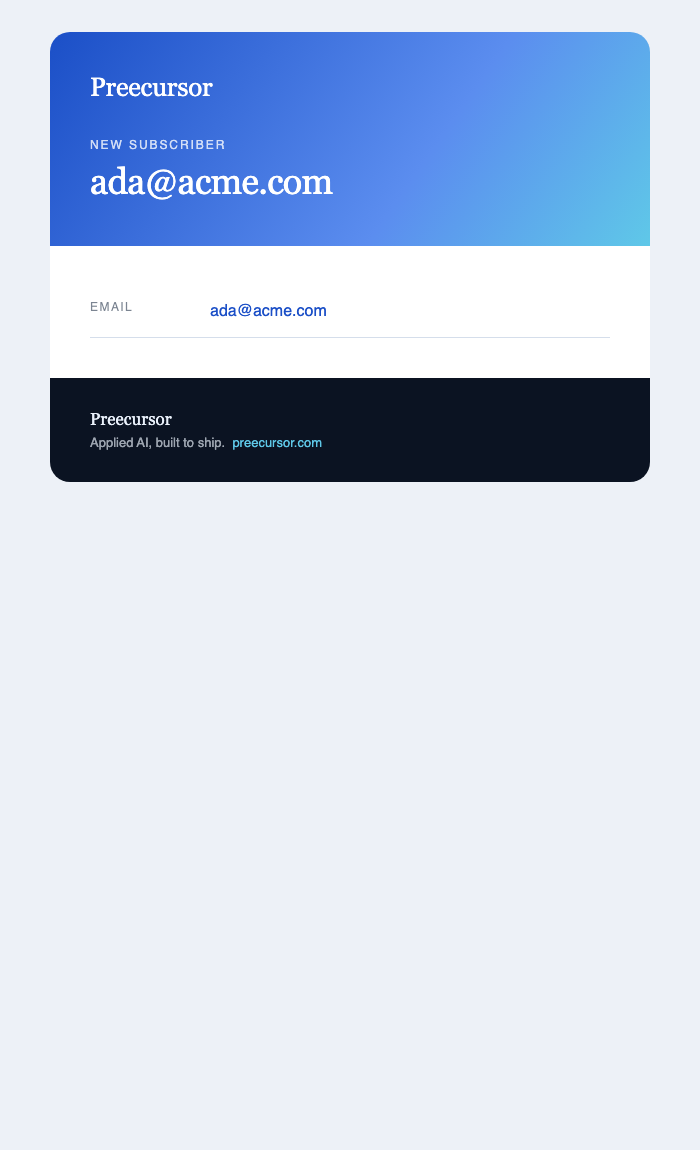 Preecursor
NEW SUBSCRIBER
ada@acme.com
EMAIL ada@acme.com
Preecursor
Applied AI, built to ship. preecursor.com